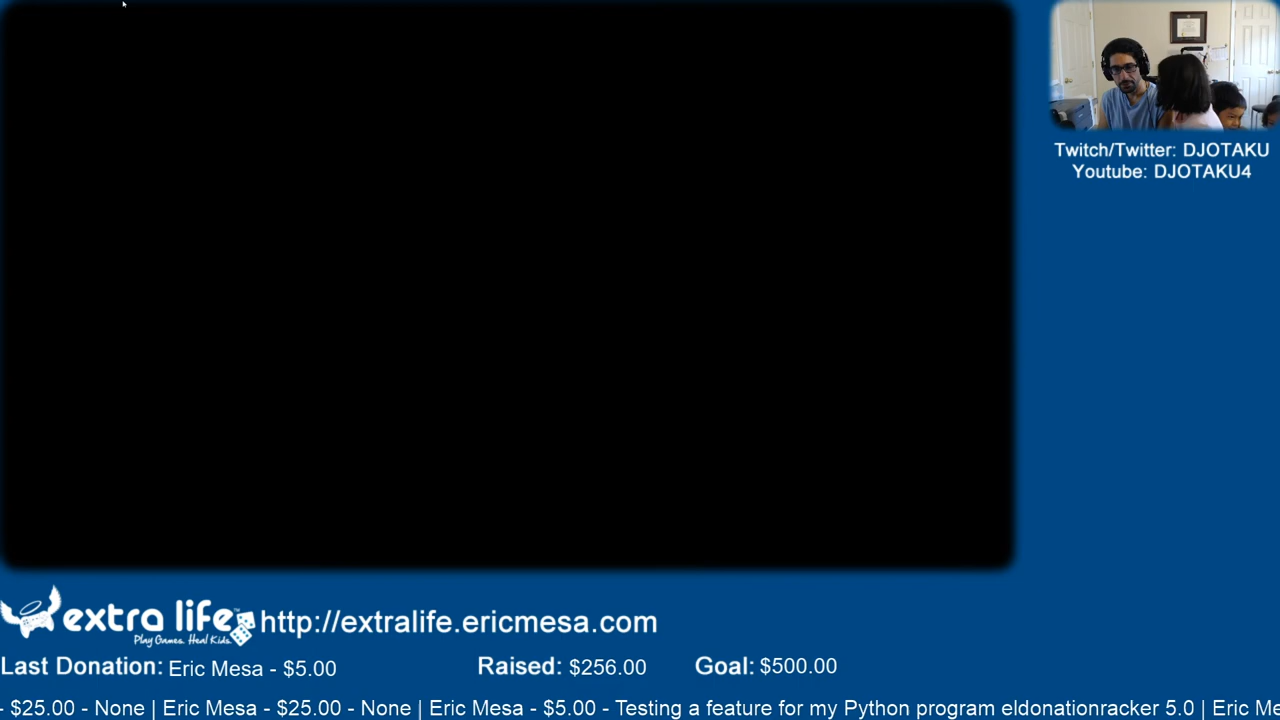 Twitch/Twitter: DJOTAKU
Youtube: DJOTAKU4
extra life
Play Games. Heal Kids.
http://extralife.ericmesa.com
Last Donation: Eric Mesa - $5.00
Raised: $256.00
Goal: $500.00
- $25.00 - None | Eric Mesa - $25.00 - None | Eric Mesa - $5.00 - Testing a feature for my Python program eldonationracker 5.0 | Eric Me